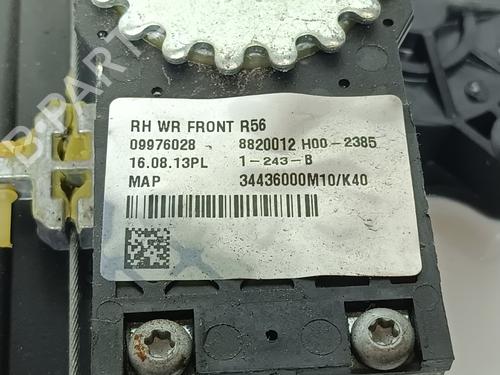 RH WR FRONT R56
09976028 8820012 H00-2385
16.08.13PL 1-243-B
MAP 34436000M10/K40